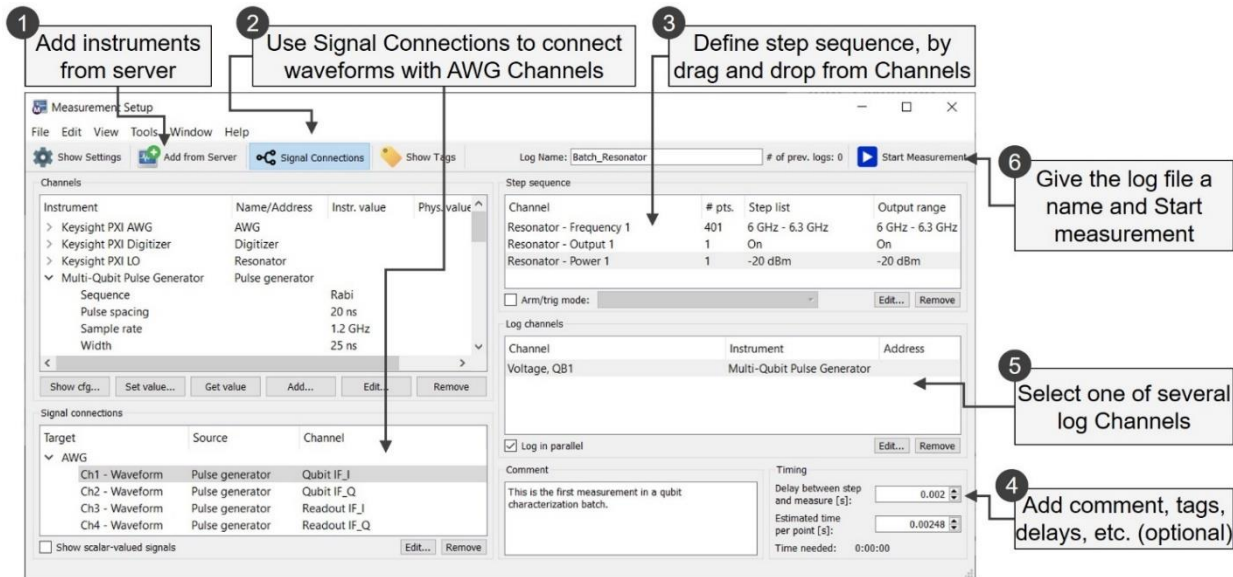 1
Add instruments
from server
2
Use Signal Connections to connect
waveforms with AWG Channels
3
Define step sequence, by
drag and drop from Channels
Measurement Setup
File Edit View Tools Window Help
Show Settings Add from Server Signal Connections Show Tags Log Name: Batch_Resonator # of prev. logs: 0 Start Measurement
6
Give the log file a
name and Start
measurement
Channels
Instrument Name/Address Instr. value Phys. value
> Keysight PXI AWG AWG
> Keysight PXI Digitizer Digitizer
> Keysight PXI LO Resonator
Multi-Qubit Pulse Generator Pulse generator
Sequence Rabi
Pulse spacing 20 ns
Sample rate 1.2 GHz
Width 25 ns
Show cfg... Set value... Get value Add... Edit... Remove
Signal connections
Target Source Channel
AWG
Ch1 - Waveform Pulse generator Qubit IF_I
Ch2 - Waveform Pulse generator Qubit IF_Q
Ch3 - Waveform Pulse generator Readout IF_I
Ch4 - Waveform Pulse generator Readout IF_Q
Show scalar-valued signals Edit... Remove
Step sequence
Channel # pts. Step list Output range
Resonator - Frequency 1 401 6 GHz - 6.3 GHz 6 GHz - 6.3 GHz
Resonator - Output 1 1 On On
Resonator - Power 1 1 -20 dBm -20 dBm
Arm/trig mode: Edit... Remove
Log channels
Channel Instrument Address
Voltage, QB1 Multi-Qubit Pulse Generator
Log in parallel Edit... Remove
5
Select one of several
log Channels
Comment
This is the first measurement in a qubit
characterization batch.
Timing
Delay between step
and measure [s]: 0.002
Estimated time
per point [s]: 0.00248
Time needed: 0:00:00
4
Add comment, tags,
delays, etc. (optional)